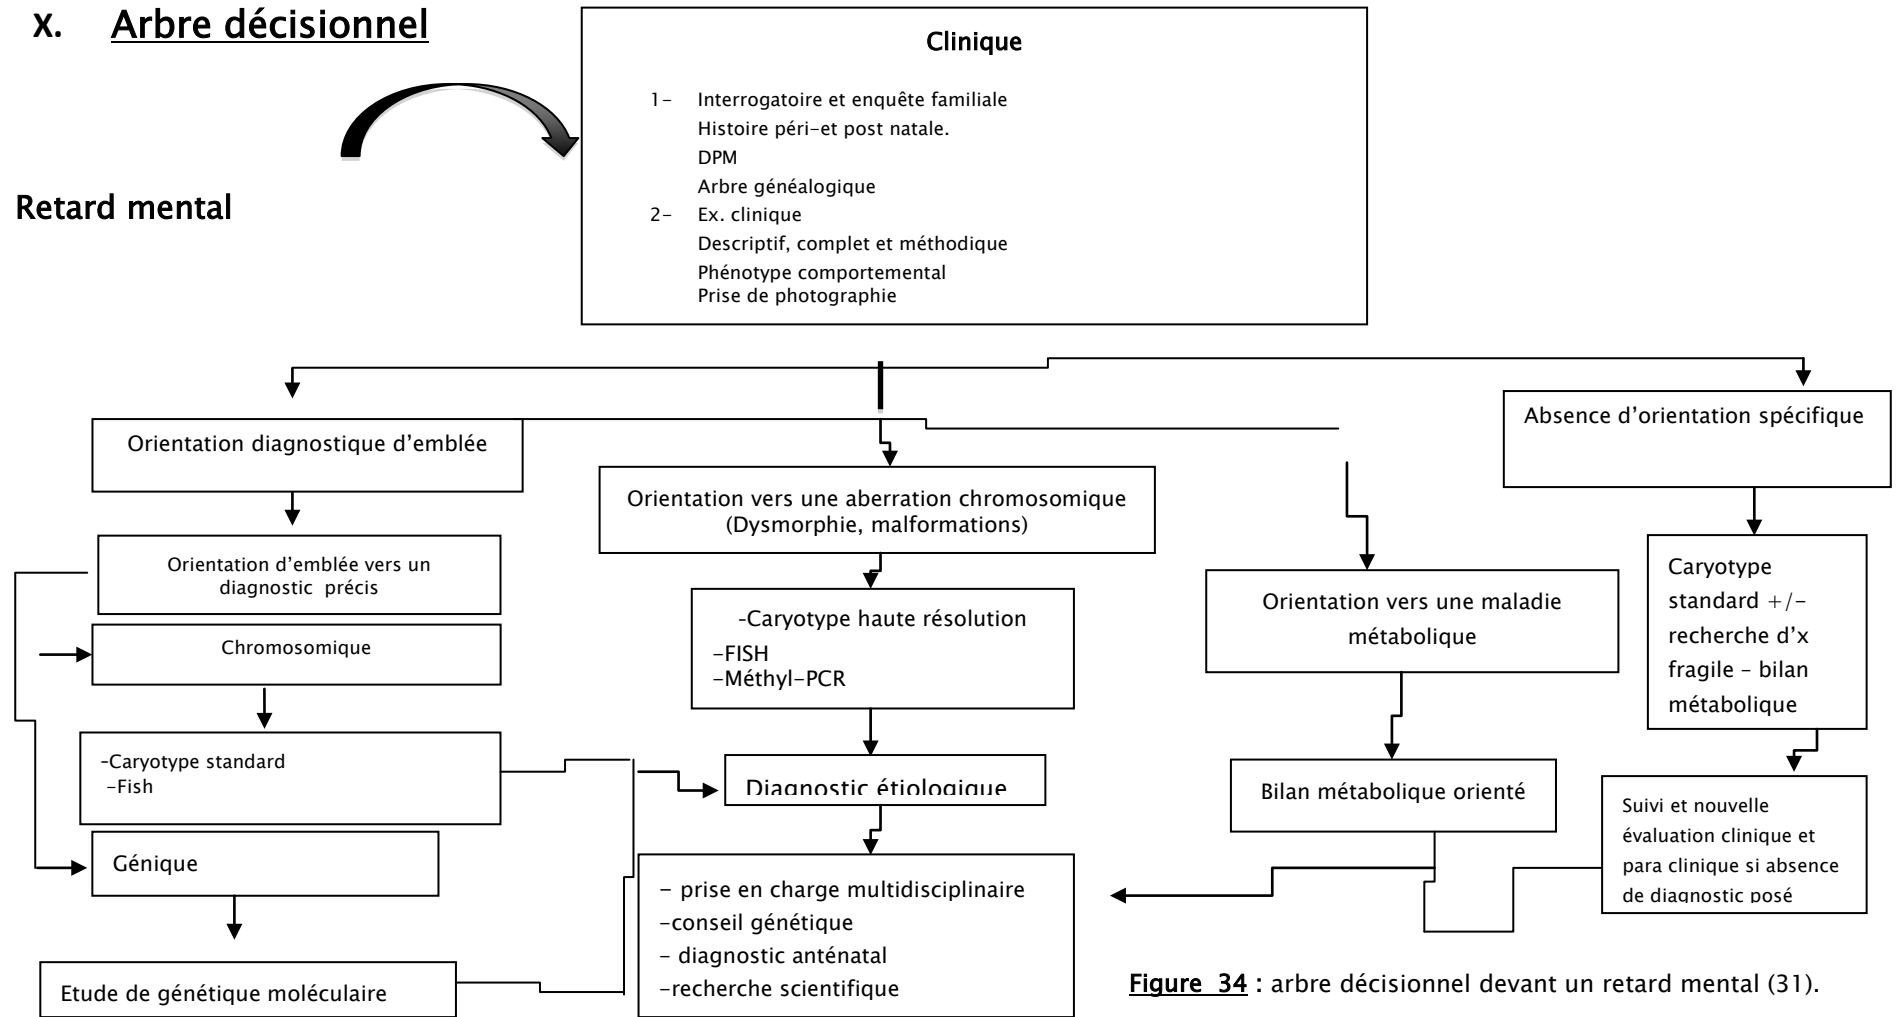 X. Arbre décisionnel
Clinique
1- Interrogatoire et enquête familiale
Histoire péri-et post natale.
DPM
Arbre généalogique
2- Ex. clinique
Descriptif, complet et méthodique
Phénotype comportemental
Prise de photographie
Retard mental
Orientation diagnostique d'emblée
Orientation vers une aberration chromosomique
(Dysmorphie, malformations)
Absence d'orientation spécifique
Orientation d'emblée vers un
diagnostic précis
Chromosomique
-Caryotype standard
-Fish
Génique
Etude de génétique moléculaire
-Caryotype haute résolution
-FISH
-Méthyl-PCR
Diagnostic étiologique
- prise en charge multidisciplinaire
-conseil génétique
- diagnostic anténatal
-recherche scientifique
Orientation vers une maladie
métabolique
Bilan métabolique orienté
Caryotype
standard +/-
recherche d'x
fragile – bilan
métabolique
Suivi et nouvelle
évaluation clinique et
para clinique si absence
de diagnostic posé
Figure 34 : arbre décisionnel devant un retard mental (31).